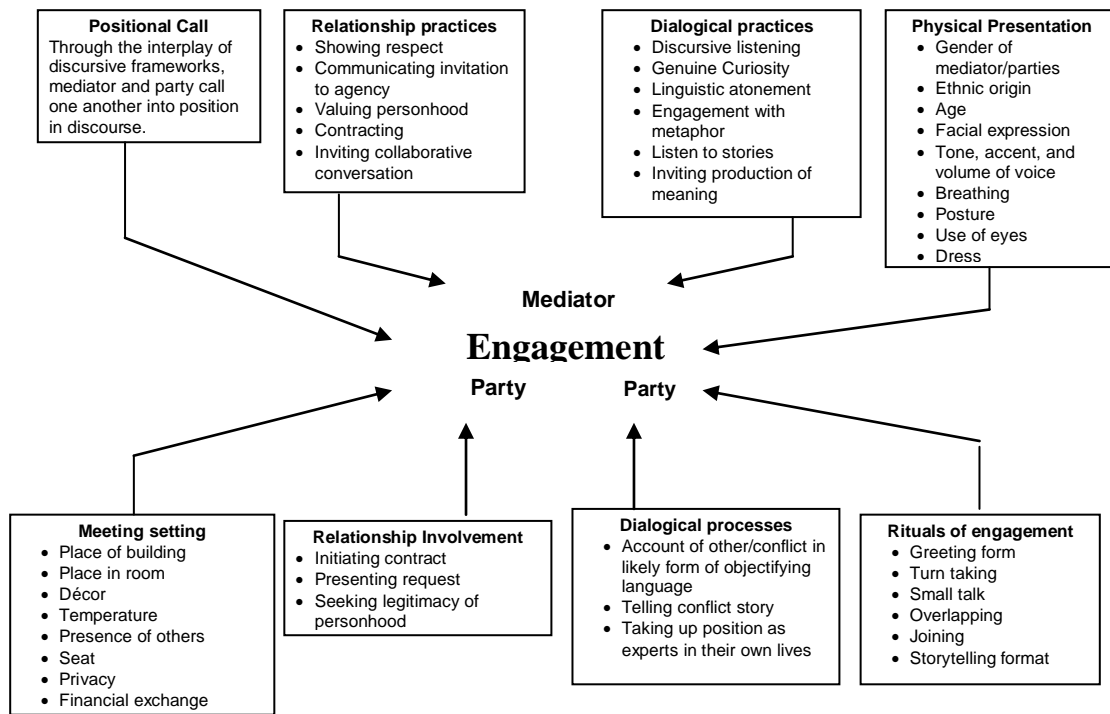 Positional Call
Through the interplay of
discursive frameworks,
mediator and party call
one another into position
in discourse.
Relationship practices
• Showing respect
• Communicating invitation
to agency
• Valuing personhood
• Contracting
• Inviting collaborative
conversation
Dialogical practices
• Discursive listening
• Genuine Curiosity
• Linguistic atonement
• Engagement with
metaphor
• Listen to stories
• Inviting production of
meaning
Physical Presentation
• Gender of
mediator/parties
• Ethnic origin
• Age
• Facial expression
• Tone, accent, and
volume of voice
• Breathing
• Posture
• Use of eyes
• Dress
Mediator
Engagement
Party Party
Meeting setting
• Place of building
• Place in room
• Décor
• Temperature
• Presence of others
• Seat
• Privacy
• Financial exchange
Relationship Involvement
• Initiating contract
• Presenting request
• Seeking legitimacy of
personhood
Dialogical processes
• Account of other/conflict in
likely form of objectifying
language
• Telling conflict story
• Taking up position as
experts in their own lives
Rituals of engagement
• Greeting form
• Turn taking
• Small talk
• Overlapping
• Joining
• Storytelling format